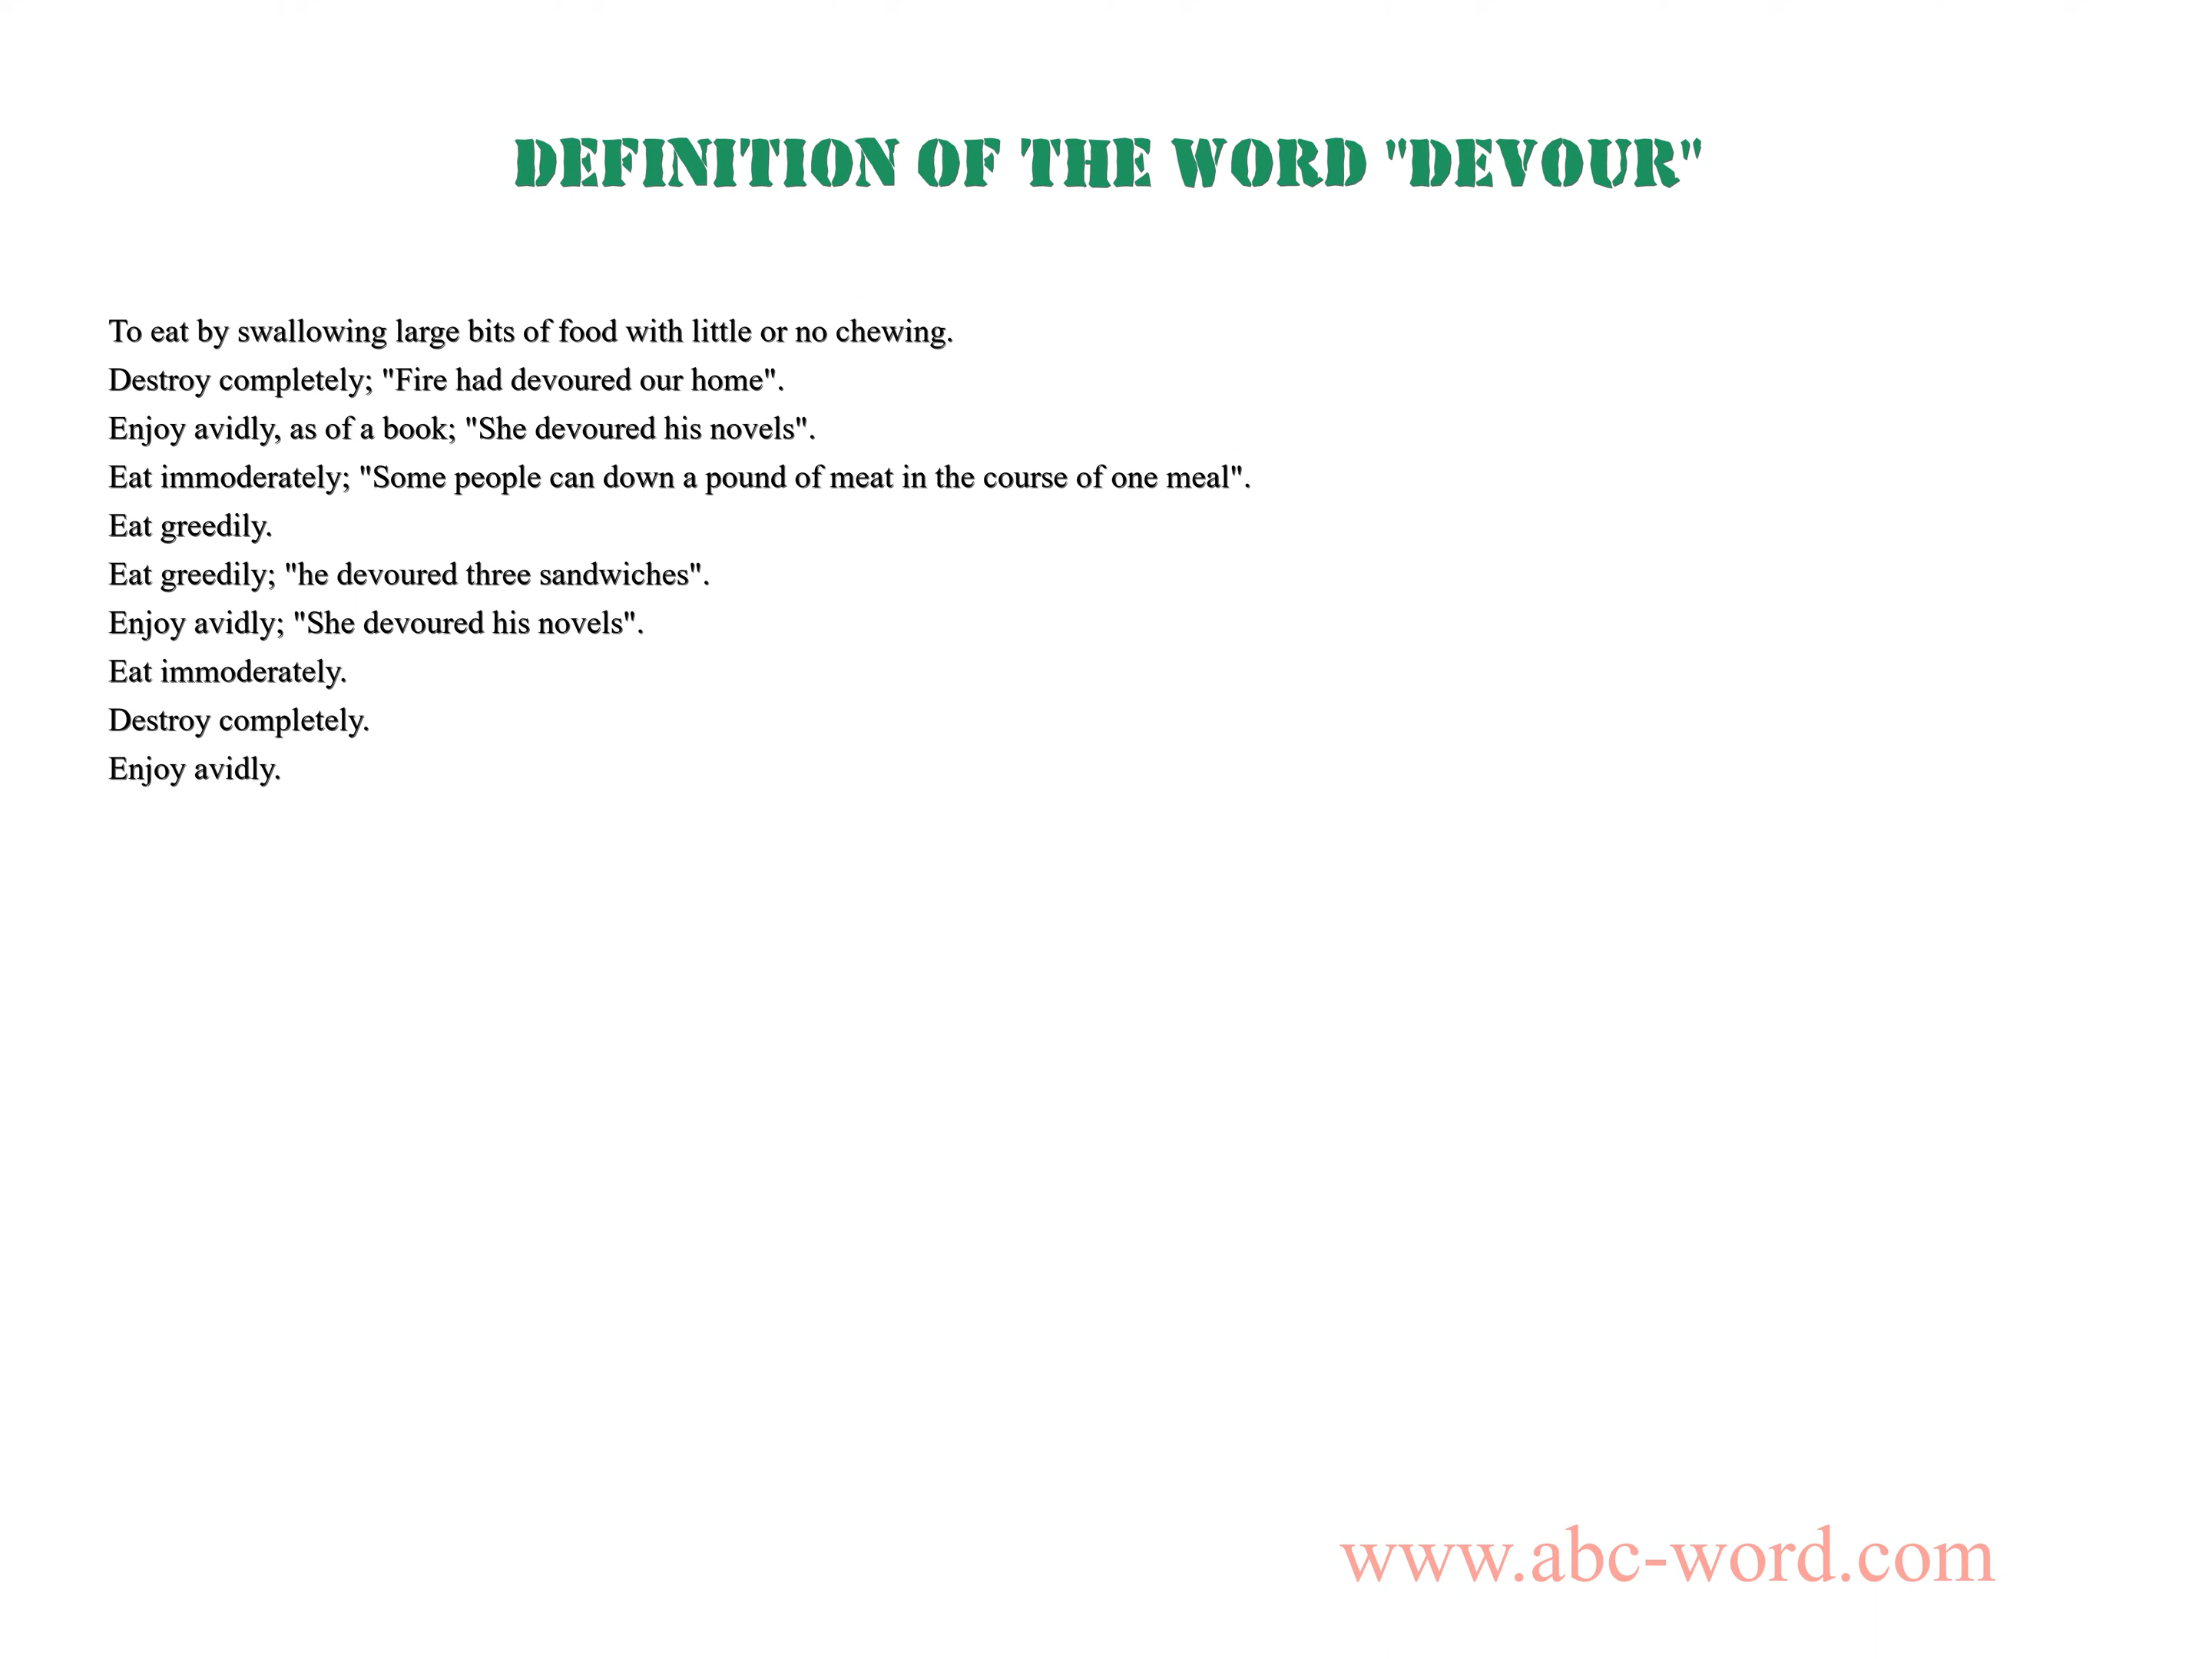 DEFINITION OF THE WORD "DEVOUR"
To eat by swallowing large bits of food with little or no chewing.
Destroy completely; "Fire had devoured our home".
Enjoy avidly, as of a book; "She devoured his novels".
Eat immoderately; "Some people can down a pound of meat in the course of one meal".
Eat greedily.
Eat greedily; "he devoured three sandwiches".
Enjoy avidly; "She devoured his novels".
Eat immoderately.
Destroy completely.
Enjoy avidly.
www.abc-word.com